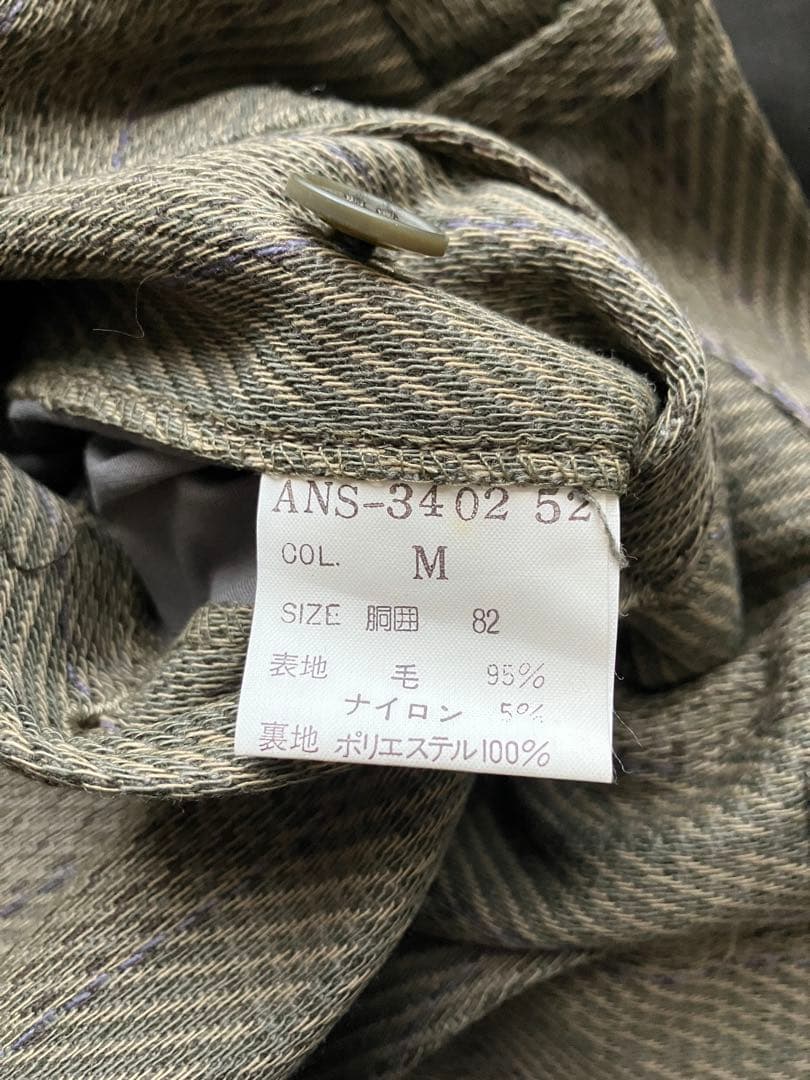 ANS-3402 52
COL. M
SIZE 胴囲 82
表地 毛 95%
ナイロン 5%
裏地 ポリエステル100%